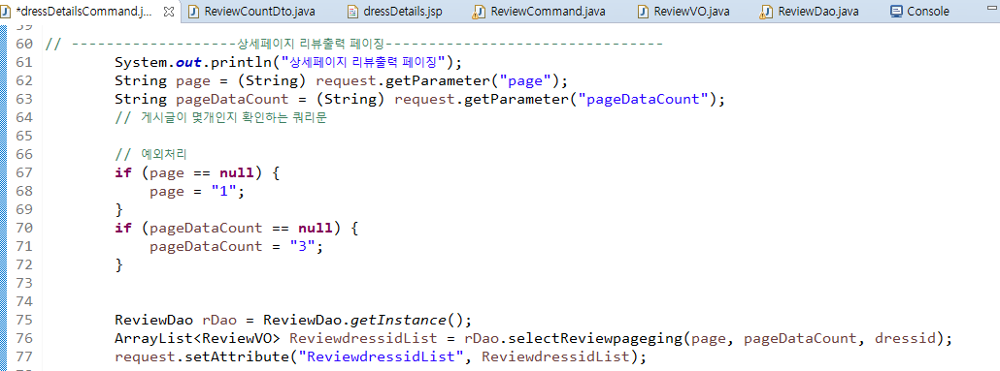 *dressDetailsCommand.j... ReviewCountDto.java dressDetails.jsp ReviewCommand.java ReviewVO.java ReviewDao.java Console
59
60 // -------------------상세페이지 리뷰출력 페이징--------------------------------
61 System.out.println("상세페이지 리뷰출력 페이징");
62 String page = (String) request.getParameter("page");
63 String pageDataCount = (String) request.getParameter("pageDataCount");
64 // 게시글이 몇개인지 확인하는 쿼리문
65
66 // 예외처리
67 if (page == null) {
68 page = "1";
69 }
70 if (pageDataCount == null) {
71 pageDataCount = "3";
72 }
73
74
75 ReviewDao rDao = ReviewDao.getInstance();
76 ArrayList<ReviewVO> ReviewdressidList = rDao.selectReviewpageging(page, pageDataCount, dressid);
77 request.setAttribute("ReviewdressidList", ReviewdressidList);